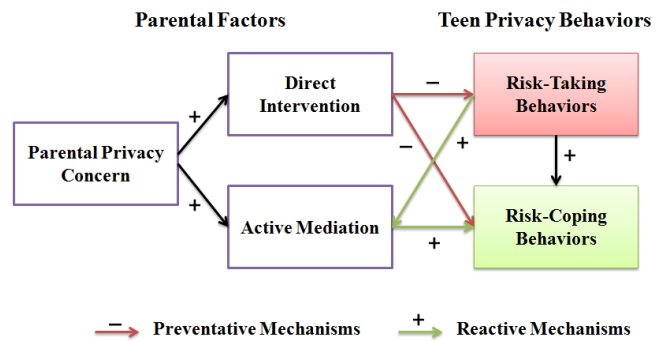 Parental Factors
Teen Privacy Behaviors
Direct
Intervention
Risk-Taking
Behaviors
Parental Privacy
Concern
Active Mediation
Risk-Coping
Behaviors
+
+
−
−
+
+
+
− Preventative Mechanisms
+ Reactive Mechanisms